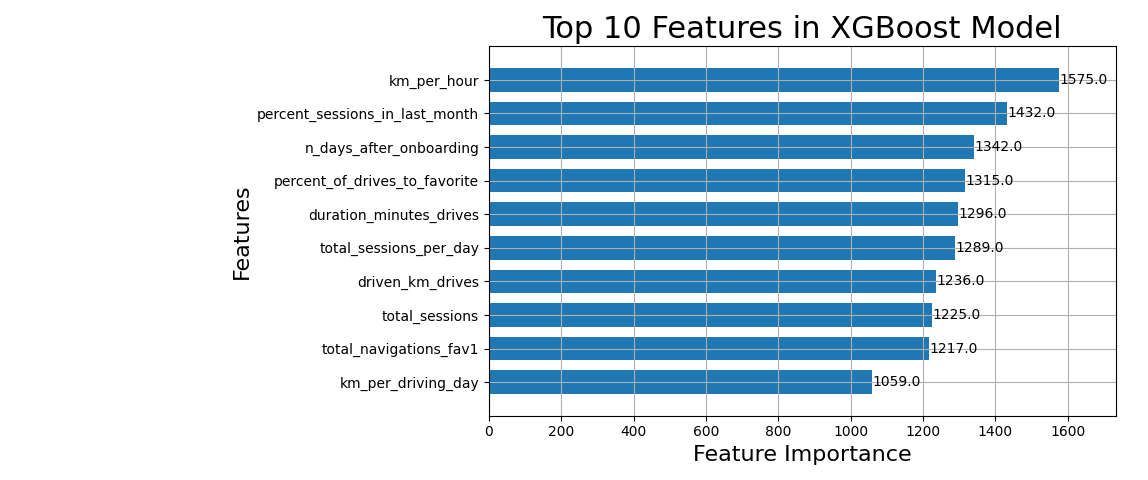 Top 10 Features in XGBoost Model
Features
km_per_hour 1575.0
percent_sessions_in_last_month 1432.0
n_days_after_onboarding 1342.0
percent_of_drives_to_favorite 1315.0
duration_minutes_drives 1296.0
total_sessions_per_day 1289.0
driven_km_drives 1236.0
total_sessions 1225.0
total_navigations_fav1 1217.0
km_per_driving_day 1059.0
0 200 400 600 800 1000 1200 1400 1600
Feature Importance